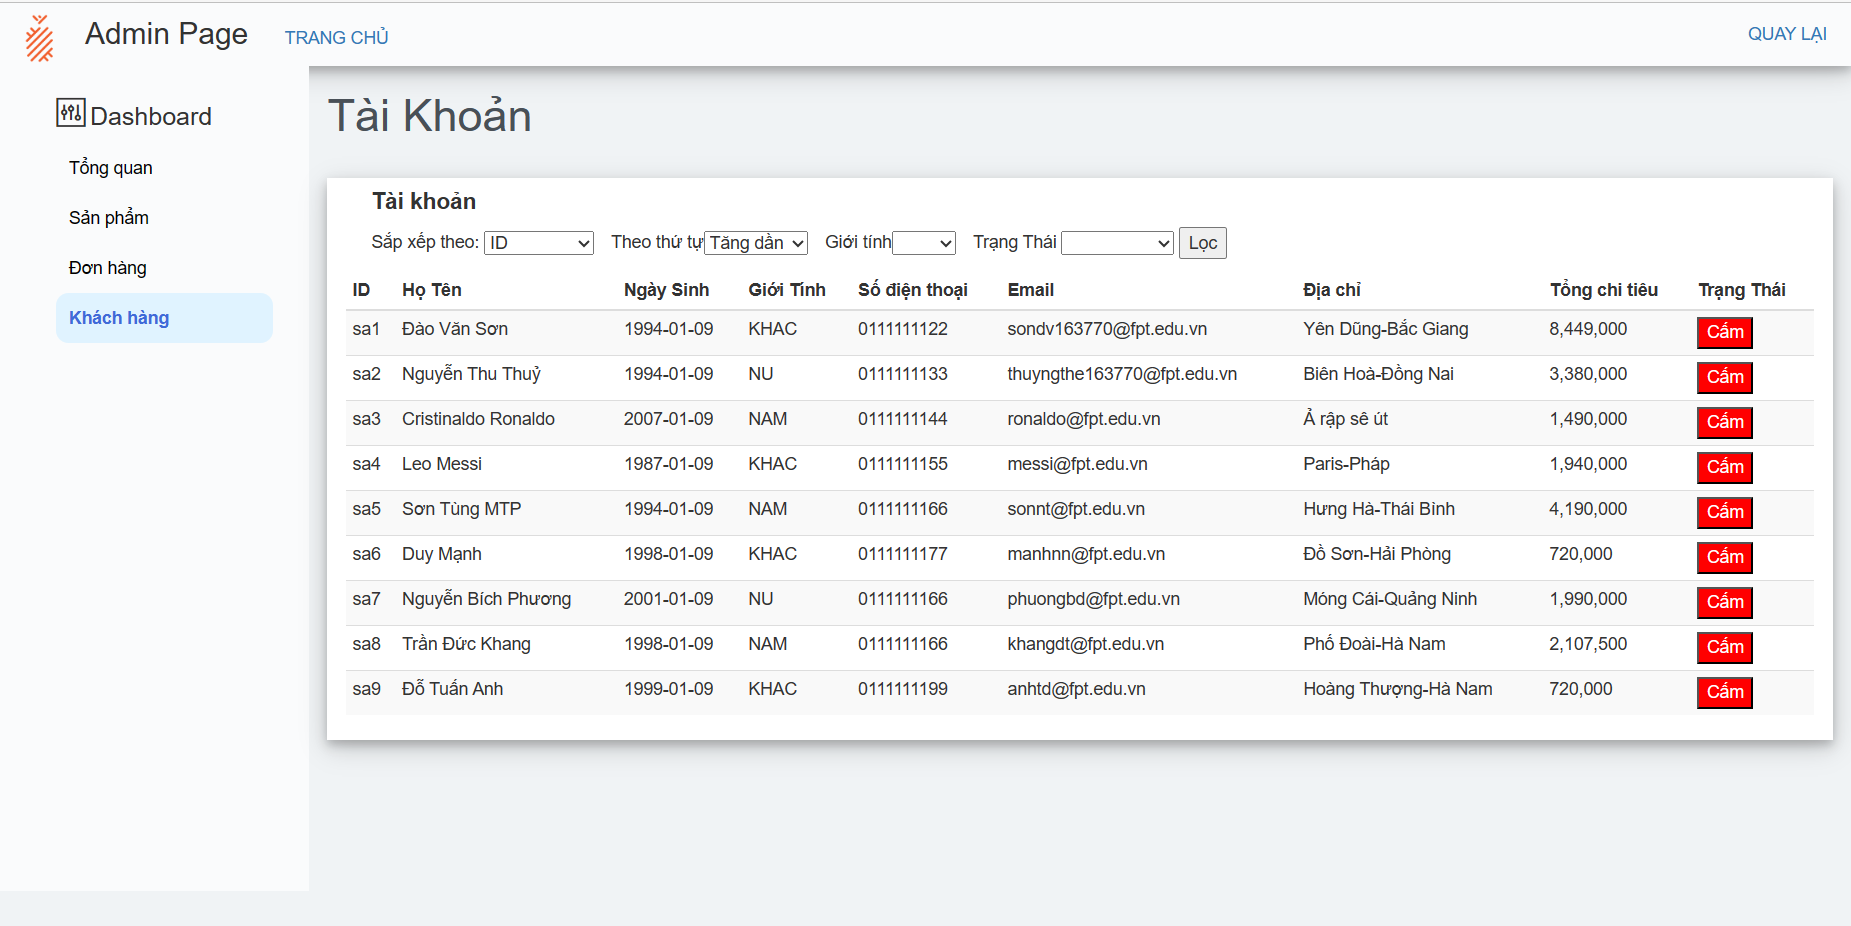 Admin Page TRANG CHỦ QUAY LẠI
Dashboard
Tổng quan
Sản phẩm
Đơn hàng
Khách hàng
Tài Khoản
Tài khoản
Sắp xếp theo: ID Theo thứ tự Tăng dần Giới tính Trạng Thái Lọc
ID Họ Tên Ngày Sinh Giới Tính Số điện thoại Email Địa chỉ Tổng chi tiêu Trạng Thái
sa1 Đào Văn Sơn 1994-01-09 KHAC 0111111122 sondv163770@fpt.edu.vn Yên Dũng-Bắc Giang 8,449,000 Cấm
sa2 Nguyễn Thu Thuỷ 1994-01-09 NU 0111111133 thuyngthe163770@fpt.edu.vn Biên Hoà-Đồng Nai 3,380,000 Cấm
sa3 Cristinaldo Ronaldo 2007-01-09 NAM 0111111144 ronaldo@fpt.edu.vn Ả rập sê út 1,490,000 Cấm
sa4 Leo Messi 1987-01-09 KHAC 0111111155 messi@fpt.edu.vn Paris-Pháp 1,940,000 Cấm
sa5 Sơn Tùng MTP 1994-01-09 NAM 0111111166 sonnt@fpt.edu.vn Hưng Hà-Thái Bình 4,190,000 Cấm
sa6 Duy Mạnh 1998-01-09 KHAC 0111111177 manhnn@fpt.edu.vn Đồ Sơn-Hải Phòng 720,000 Cấm
sa7 Nguyễn Bích Phương 2001-01-09 NU 0111111166 phuongbd@fpt.edu.vn Móng Cái-Quảng Ninh 1,990,000 Cấm
sa8 Trần Đức Khang 1998-01-09 NAM 0111111166 khangdt@fpt.edu.vn Phố Đoài-Hà Nam 2,107,500 Cấm
sa9 Đỗ Tuấn Anh 1999-01-09 KHAC 0111111199 anhtd@fpt.edu.vn Hoàng Thượng-Hà Nam 720,000 Cấm